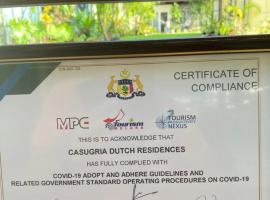 CERTIFICATE OF
COMPLIANCE
MPC
Tourism
TOURISM
NEXUS
THIS IS TO ACKNOWLEDGE THAT
CASUGRIA DUTCH RESIDENCES
HAS FULLY COMPLIED WITH
COVID-19 ADOPT AND ADHERE GUIDELINES AND
RELATED GOVERNMENT STANDARD OPERATING PROCEDURES ON COVID-19